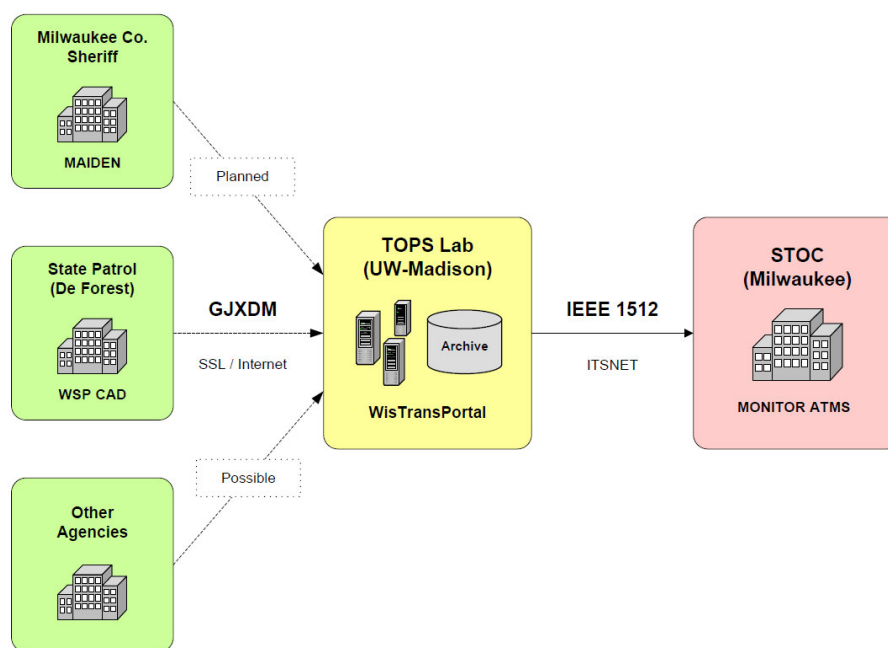 Milwaukee Co.
Sheriff
MAIDEN
Planned
State Patrol
(De Forest)
WSP CAD
GJXDM
SSL / Internet
Other
Agencies
Possible
TOPS Lab
(UW-Madison)
Archive
WisTransPortal
IEEE 1512
ITSNET
STOC
(Milwaukee)
MONITOR ATMS